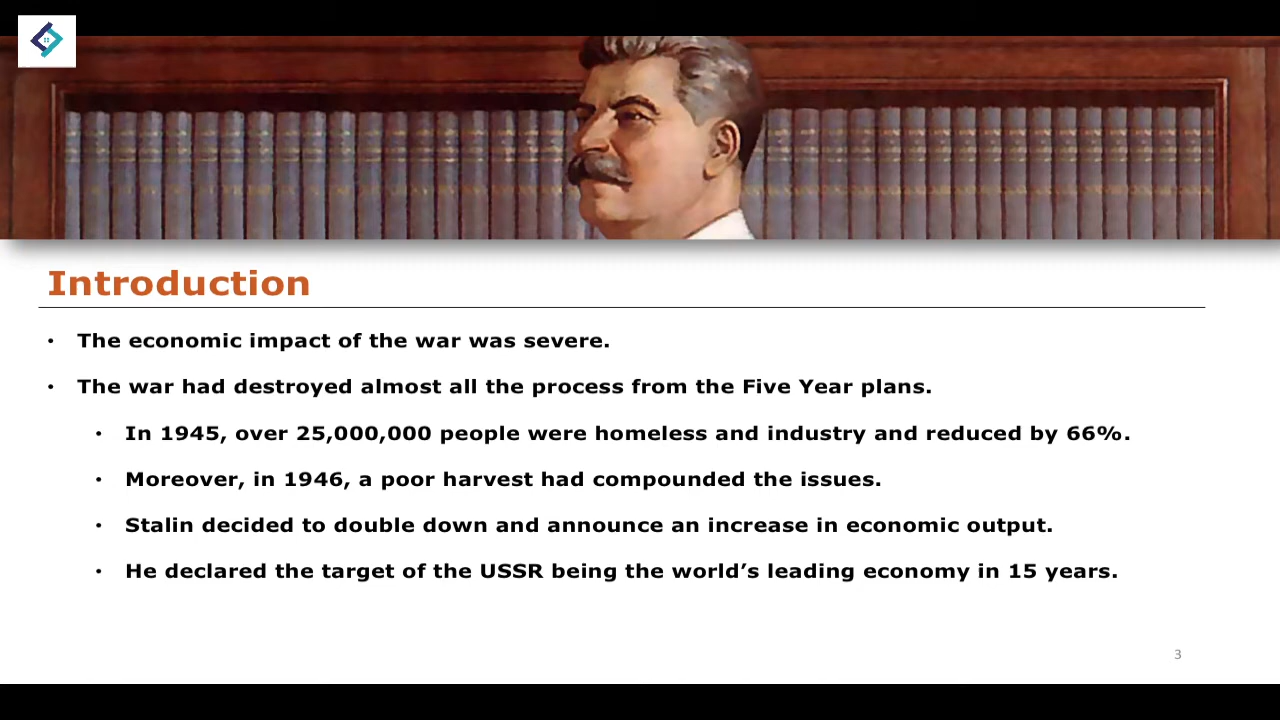 Introduction
• The economic impact of the war was severe.
• The war had destroyed almost all the process from the Five Year plans.
• In 1945, over 25,000,000 people were homeless and industry and reduced by 66%.
• Moreover, in 1946, a poor harvest had compounded the issues.
• Stalin decided to double down and announce an increase in economic output.
• He declared the target of the USSR being the world’s leading economy in 15 years.
3